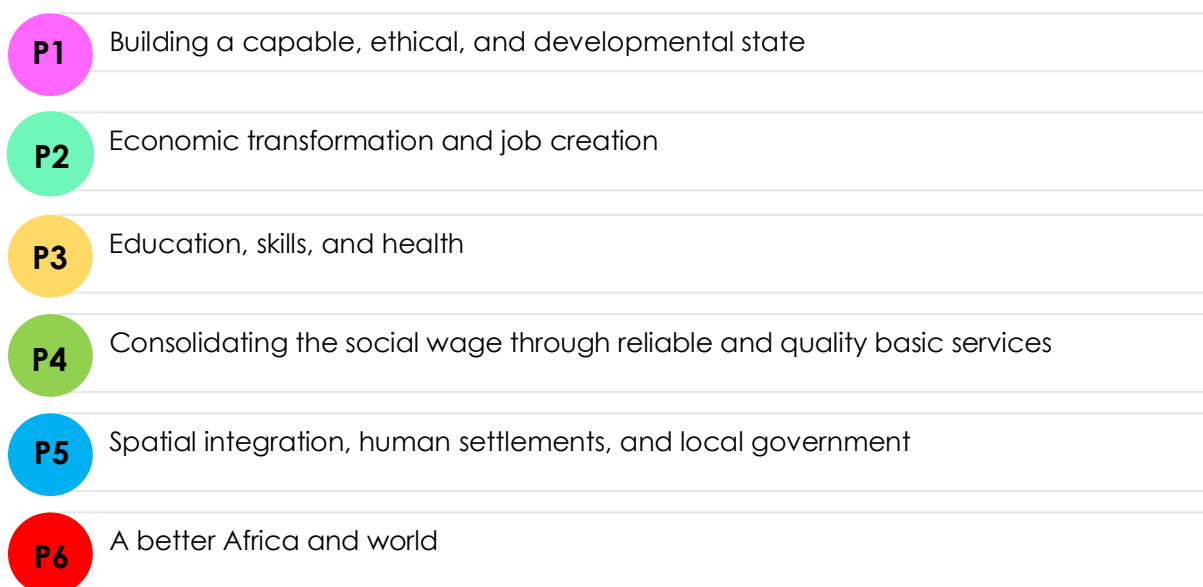 P1 Building a capable, ethical, and developmental state
P2 Economic transformation and job creation
P3 Education, skills, and health
P4 Consolidating the social wage through reliable and quality basic services
P5 Spatial integration, human settlements, and local government
P6 A better Africa and world